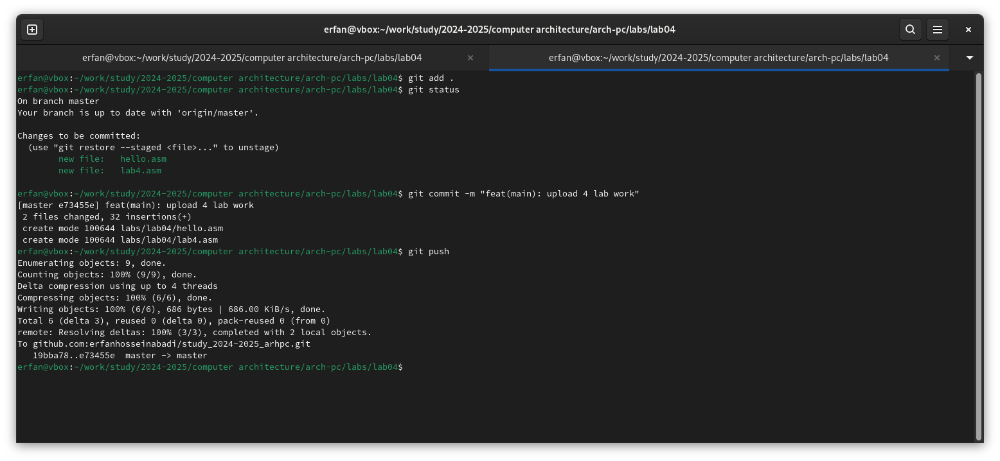 erfan@vbox:~/work/study/2024-2025/computer architecture/arch-pc/labs/lab04
erfan@vbox:~/work/study/2024-2025/computer architecture/arch-pc/labs/lab04
erfan@vbox:~/work/study/2024-2025/computer architecture/arch-pc/labs/lab04
erfan@vbox:~/work/study/2024-2025/computer architecture/arch-pc/labs/lab04$ git add .
erfan@vbox:~/work/study/2024-2025/computer architecture/arch-pc/labs/lab04$ git status
On branch master
Your branch is up to date with 'origin/master'.
Changes to be committed:
  (use "git restore --staged <file>..." to unstage)
        new file:   hello.asm
        new file:   lab4.asm
erfan@vbox:~/work/study/2024-2025/computer architecture/arch-pc/labs/lab04$ git commit -m "feat(main): upload 4 lab work"
[master e73455e] feat(main): upload 4 lab work
 2 files changed, 32 insertions(+)
 create mode 100644 labs/lab04/hello.asm
 create mode 100644 labs/lab04/lab4.asm
erfan@vbox:~/work/study/2024-2025/computer architecture/arch-pc/labs/lab04$ git push
Enumerating objects: 9, done.
Counting objects: 100% (9/9), done.
Delta compression using up to 4 threads
Compressing objects: 100% (6/6), done.
Writing objects: 100% (6/6), 686 bytes | 686.00 KiB/s, done.
Total 6 (delta 3), reused 0 (delta 0), pack-reused 0 (from 0)
remote: Resolving deltas: 100% (3/3), completed with 2 local objects.
To github.com:erfanhosseinabadi/study_2024-2025_arhpc.git
   19bba78..e73455e  master -> master
erfan@vbox:~/work/study/2024-2025/computer architecture/arch-pc/labs/lab04$